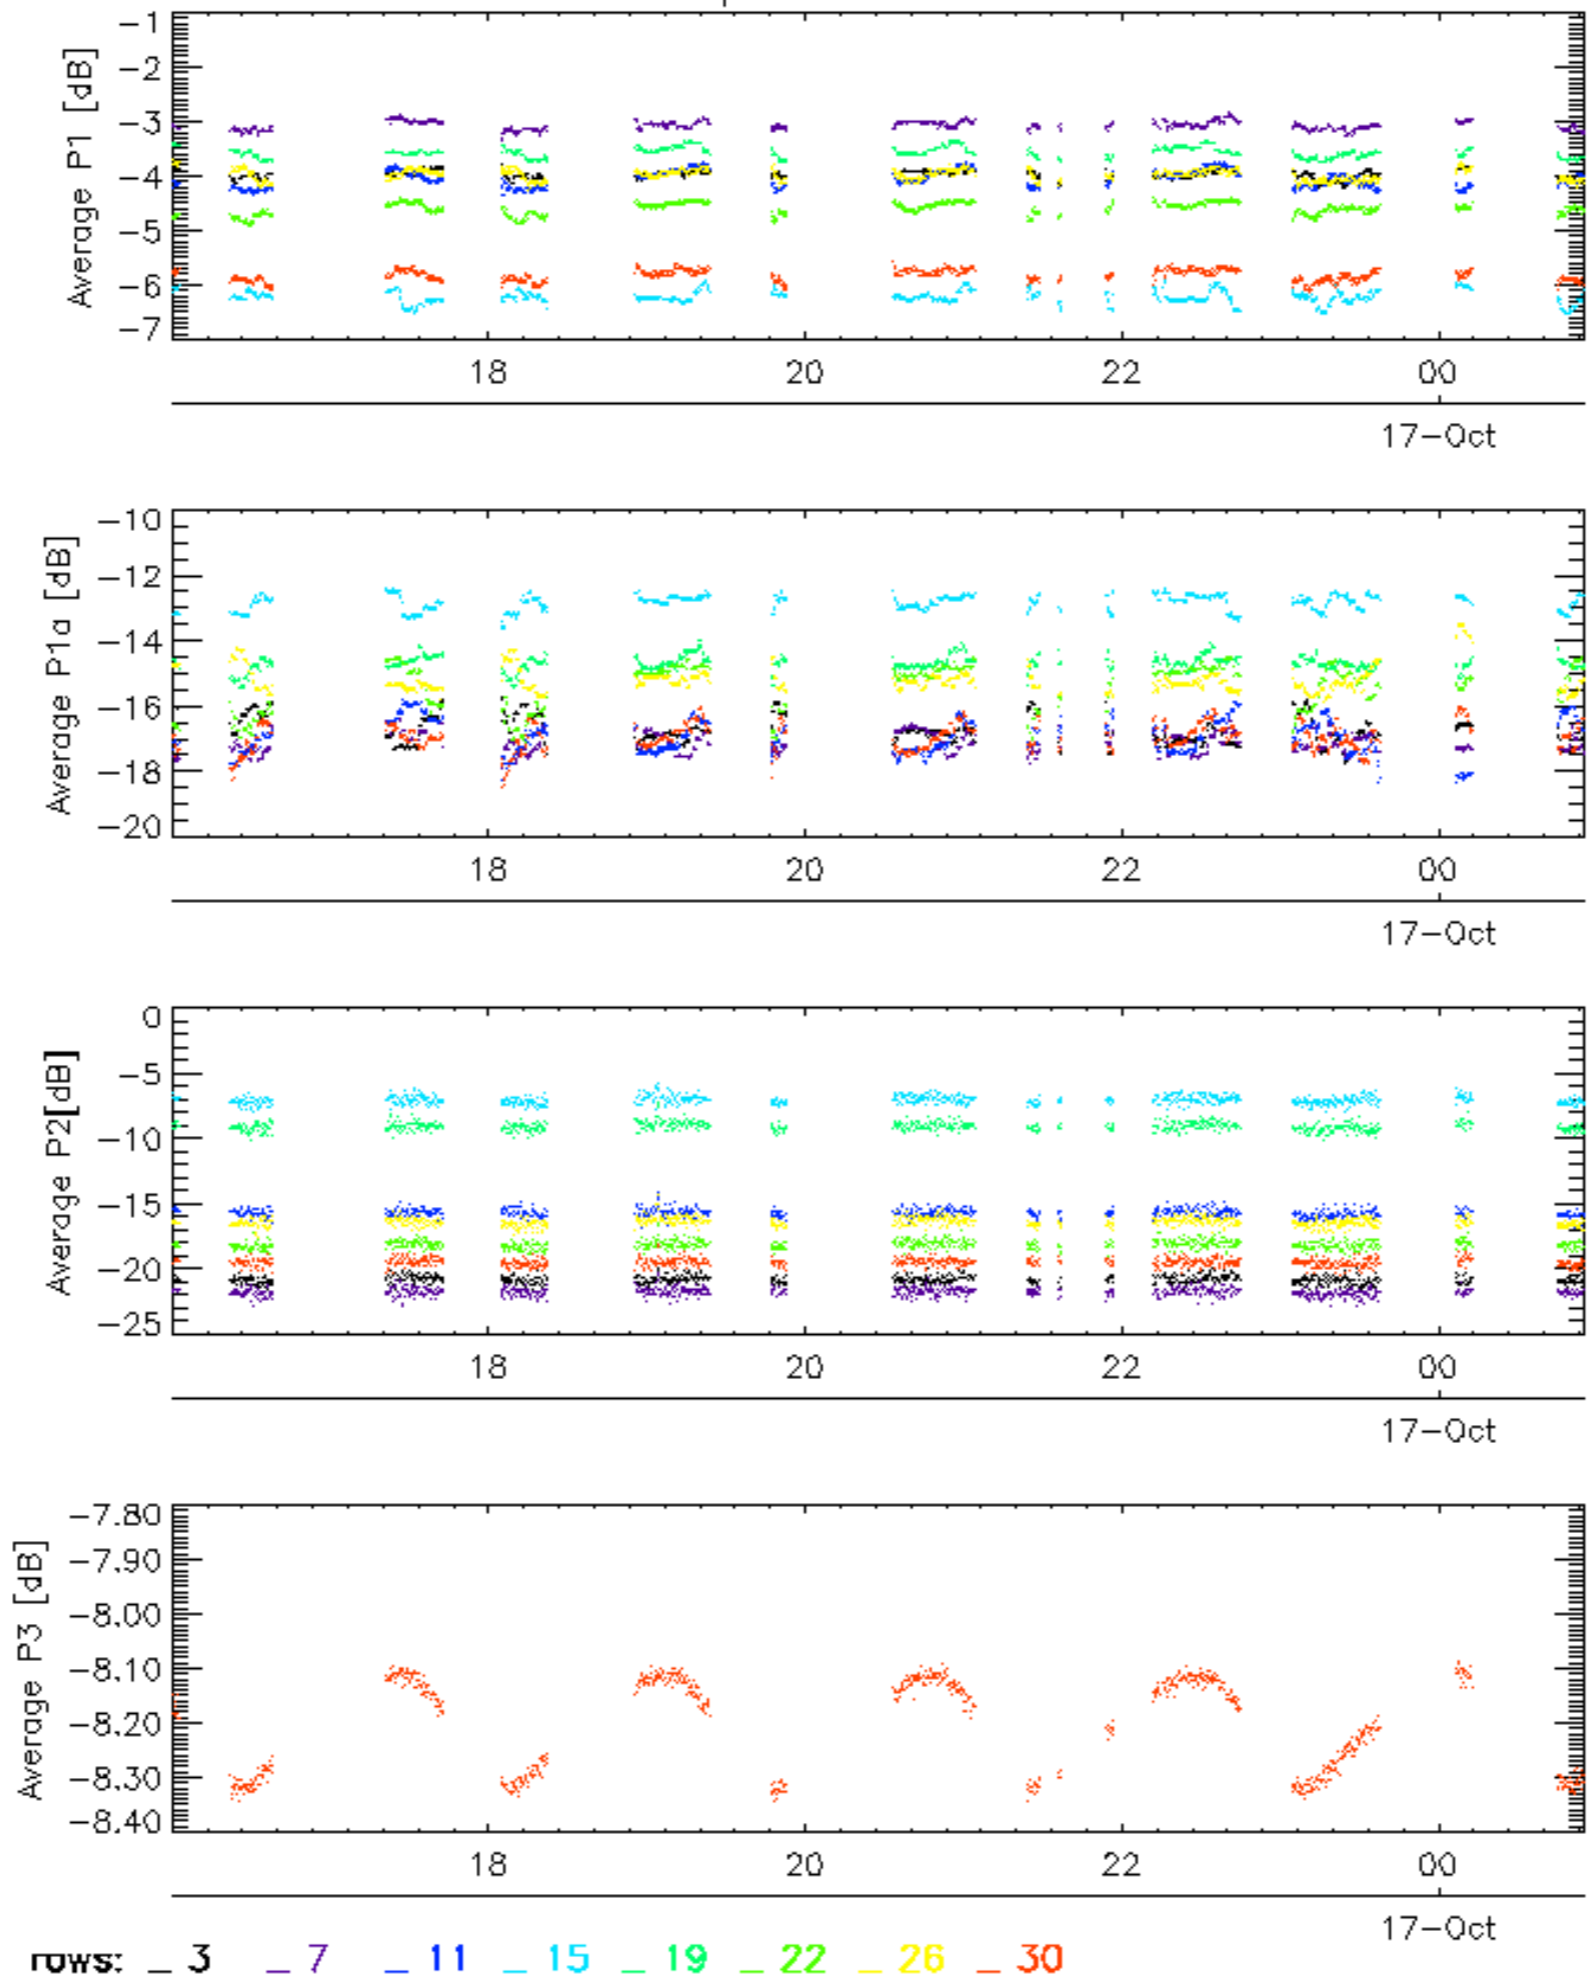 Average P1 [dB]
-1
-2
-3
-4
-5
-6
-7
18 20 22 00
17-Oct
Average P1a [dB]
-10
-12
-14
-16
-18
-20
18 20 22 00
17-Oct
Average P2[dB]
0
-5
-10
-15
-20
-25
18 20 22 00
17-Oct
Average P3 [dB]
-7.80
-7.90
-8.00
-8.10
-8.20
-8.30
-8.40
18 20 22 00
17-Oct
rows: _ 3 _ 7 _ 11 _ 15 _ 19 _ 22 _ 26 _ 30